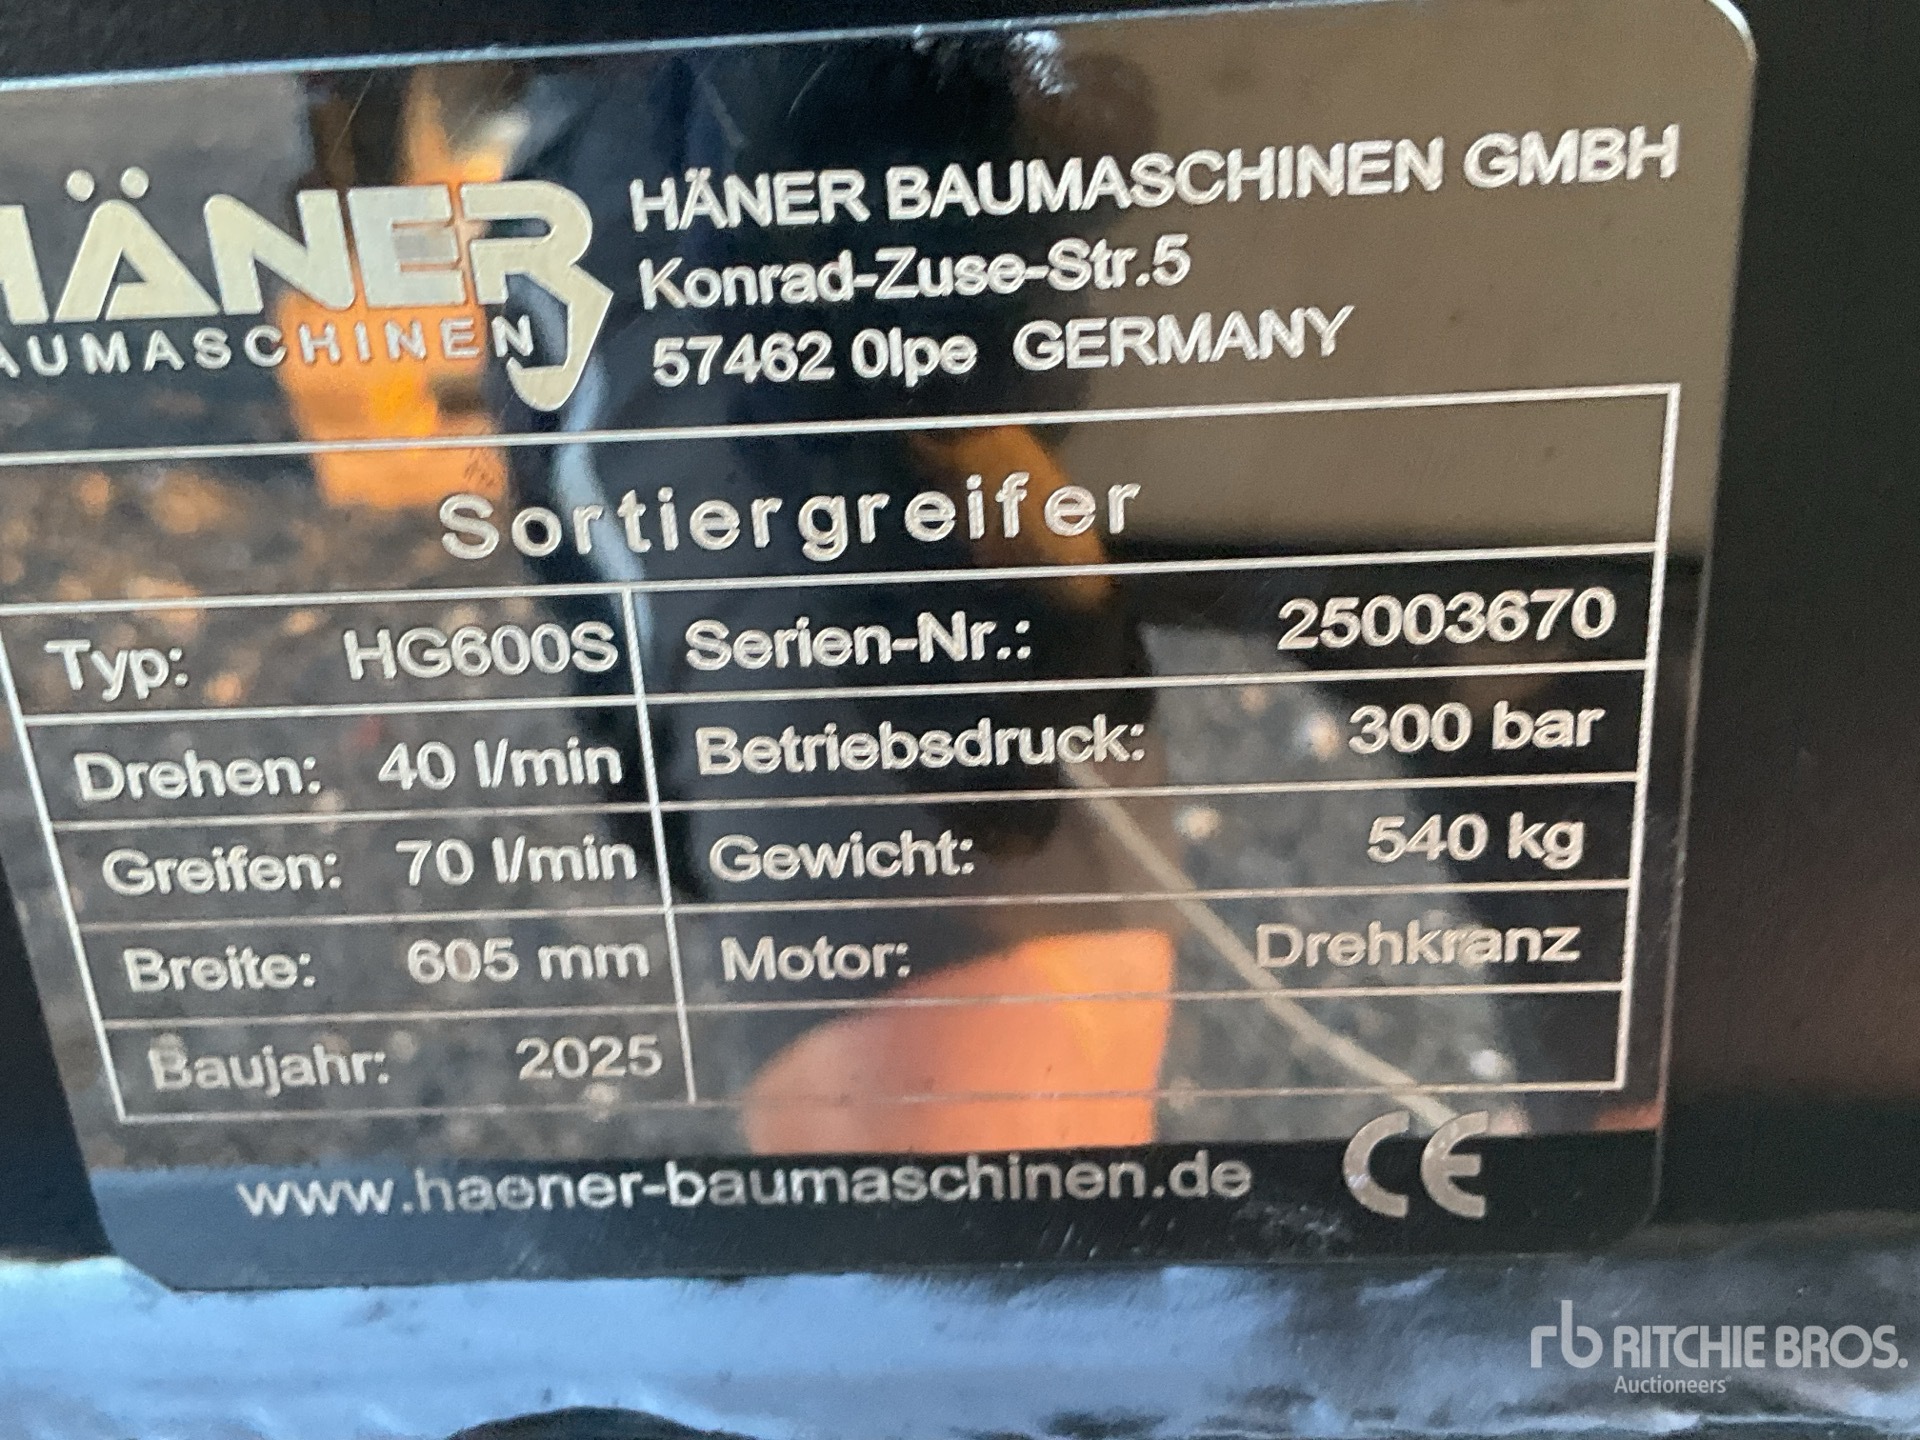 HÄNER
BAUMASCHINEN
HÄNER BAUMASCHINEN GMBH
Konrad-Zuse-Str.5
57462 Olpe GERMANY
Sortiergreifer
Typ: HG600S Serien-Nr.: 25003670
Drehen: 40 l/min Betriebsdruck: 300 bar
Greifen: 70 l/min Gewicht: 540 kg
Breite: 605 mm Motor: Drehkranz
Baujahr: 2025
www.haener-baumaschinen.de CE
rb RITCHIE BROS.
Auctioneers